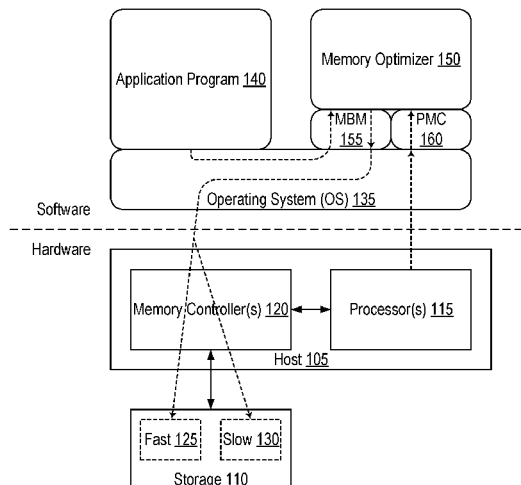 Application Program 140
Memory Optimizer 150
MBM
155
PMC
160
Operating System (OS) 135
Software
Hardware
Memory Controller(s) 120
Processor(s) 115
Host 105
Fast 125
Slow 130
Storage 110